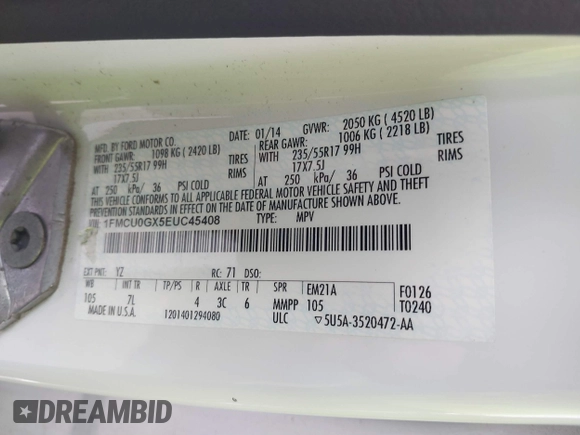 MFD. BY FORD MOTOR CO.
01/14
GVWR: 2050 KG ( 4520 LB)
FRONT GAWR: 1098 KG ( 2420 LB)
REAR GAWR: 1006 KG ( 2218 LB)
WITH 235/55R17 99H TIRES
WITH 235/55R17 99H TIRES
17X7.5J RIMS
17X7.5J RIMS
AT 250 kPa/ 36 PSI COLD
AT 250 kPa/ 36 PSI COLD
THIS VEHICLE CONFORMS TO ALL APPLICABLE FEDERAL MOTOR VEHICLE SAFETY AND THEFT PREVENTION
STANDARDS IN EFFECT ON THE DATE OF MANUFACTURE SHOWN ABOVE.
VIN: 1FMCU0GX5EUC45408
TYPE: MPV
EXT PNT: YZ RC: 71 DSO:
WB INT TR TP/PS R AXLE TR SPR EM21A F0126
105 7L 4 3C 6 MMPP 105 T0240
MADE IN U.S.A. 1201401294080 ULC ▽5U5A-3520472-AA
DREAMBID